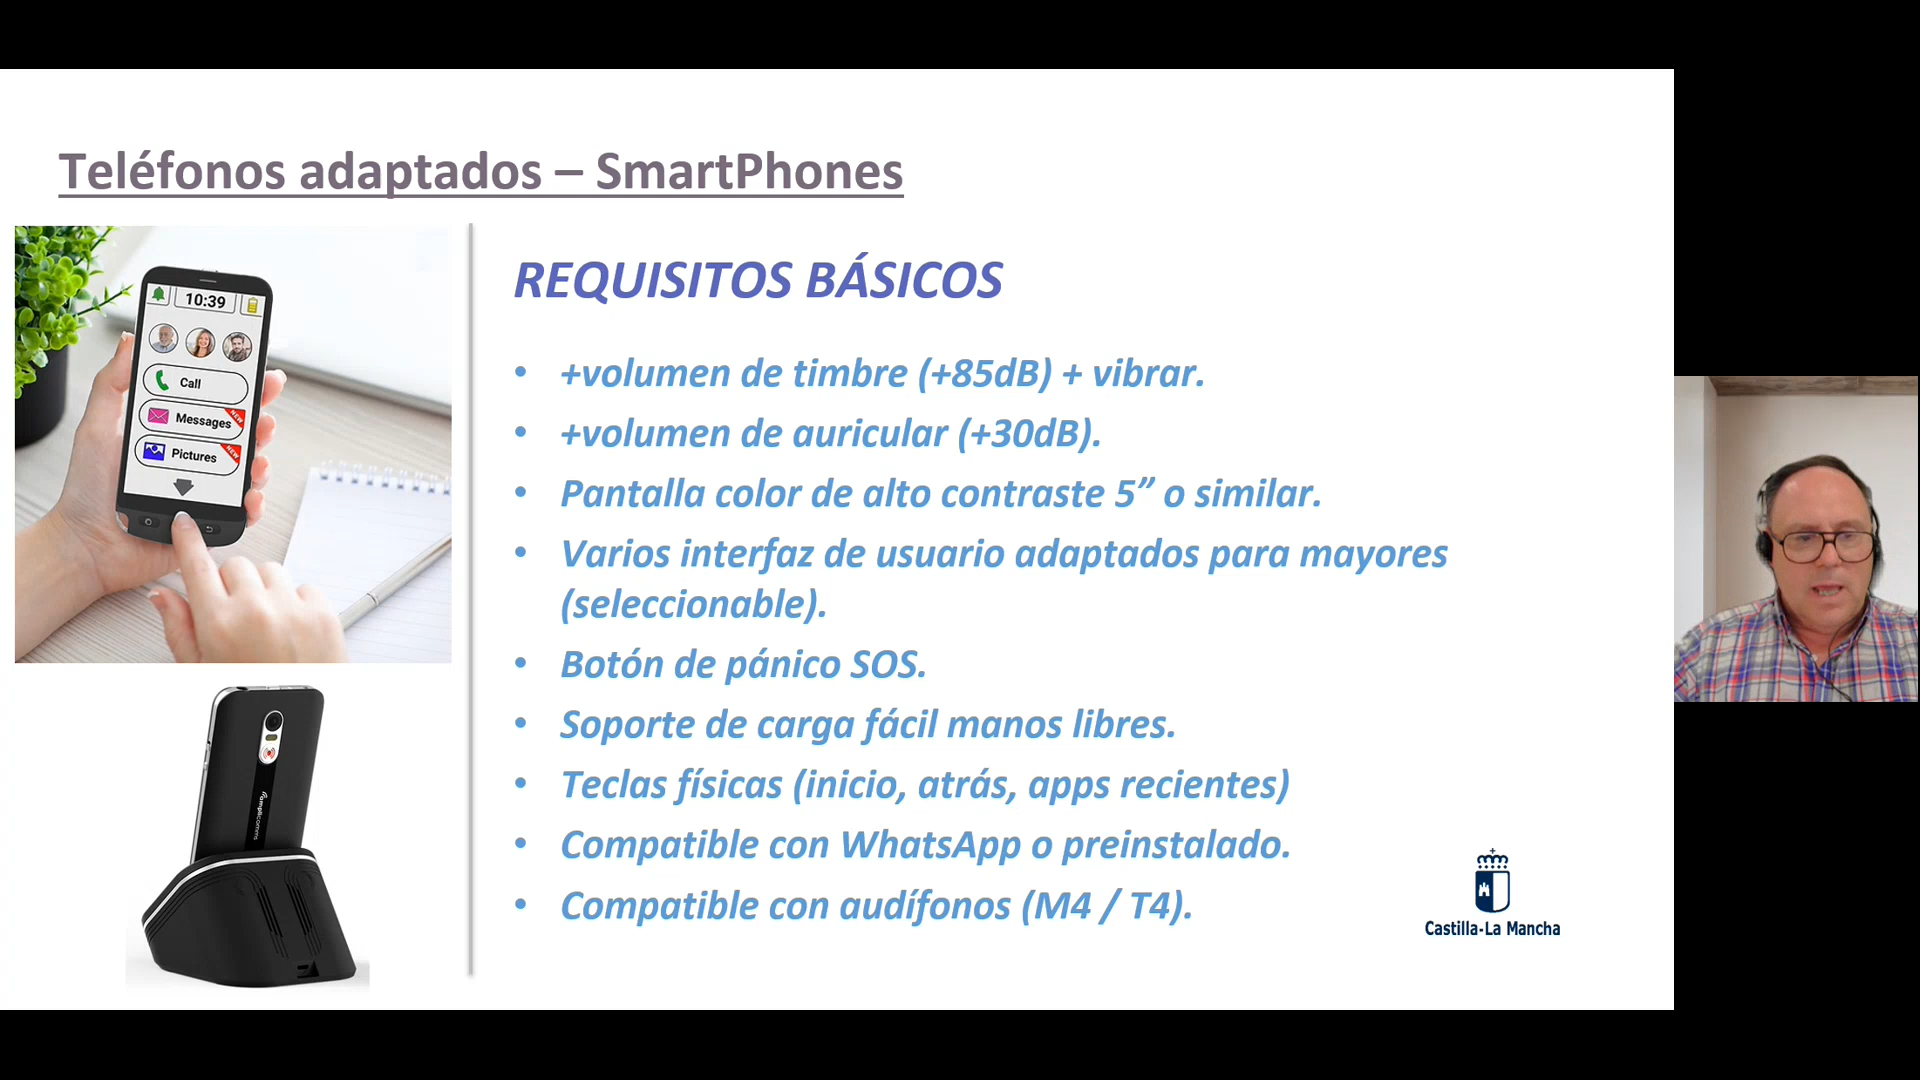 Teléfonos adaptados – SmartPhones
10:39
Call
Messages
NEW
Pictures
NEW
amplicomms
REQUISITOS BÁSICOS
• +volumen de timbre (+85dB) + vibrar.
• +volumen de auricular (+30dB).
• Pantalla color de alto contraste 5” o similar.
• Varios interfaz de usuario adaptados para mayores
(seleccionable).
• Botón de pánico SOS.
• Soporte de carga fácil manos libres.
• Teclas físicas (inicio, atrás, apps recientes)
• Compatible con WhatsApp o preinstalado.
• Compatible con audífonos (M4 / T4).
Castilla-La Mancha